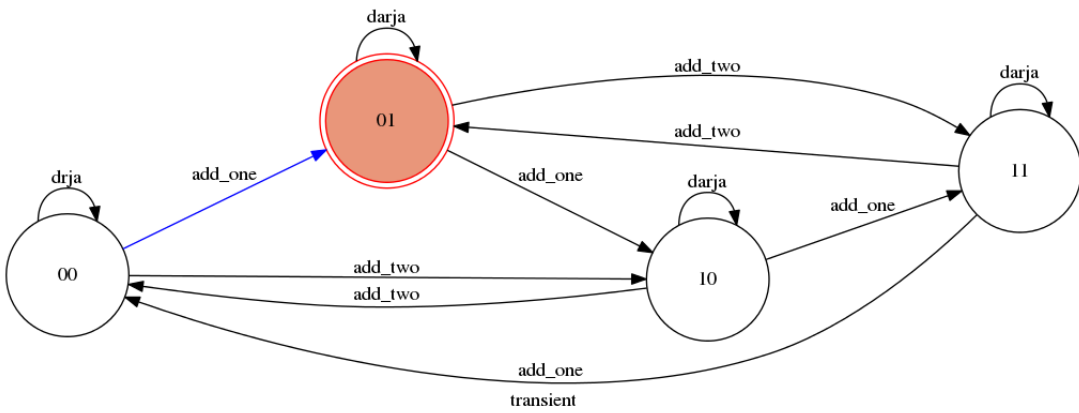 darja
01
add_two
darja
11
add_two
add_one
drja
00
add_one
darja
10
add_one
add_two
add_two
add_one
transient